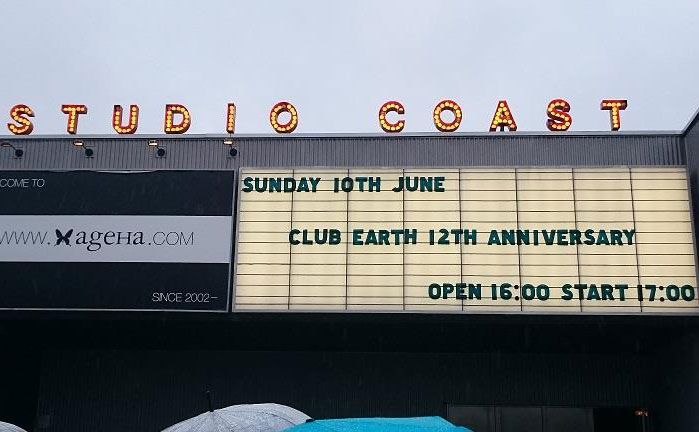 STUDIO COAST
COME TO
WWW.ageHa.COM
SINCE 2002-
SUNDAY 10TH JUNE
CLUB EARTH 12TH ANNIVERSARY
OPEN 16:00 START 17:00